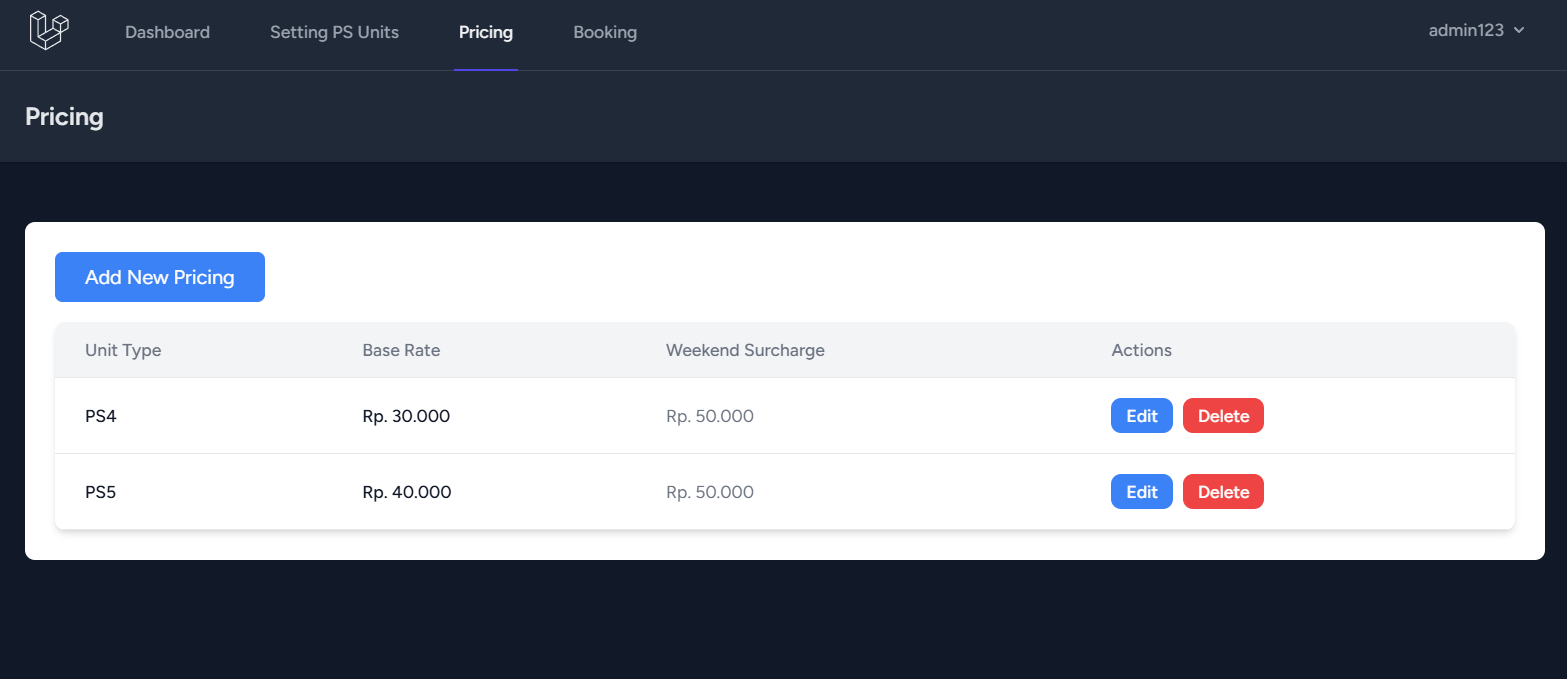 Dashboard Setting PS Units Pricing Booking admin123
Pricing
Add New Pricing
Unit Type Base Rate Weekend Surcharge Actions
PS4 Rp. 30.000 Rp. 50.000 Edit Delete
PS5 Rp. 40.000 Rp. 50.000 Edit Delete